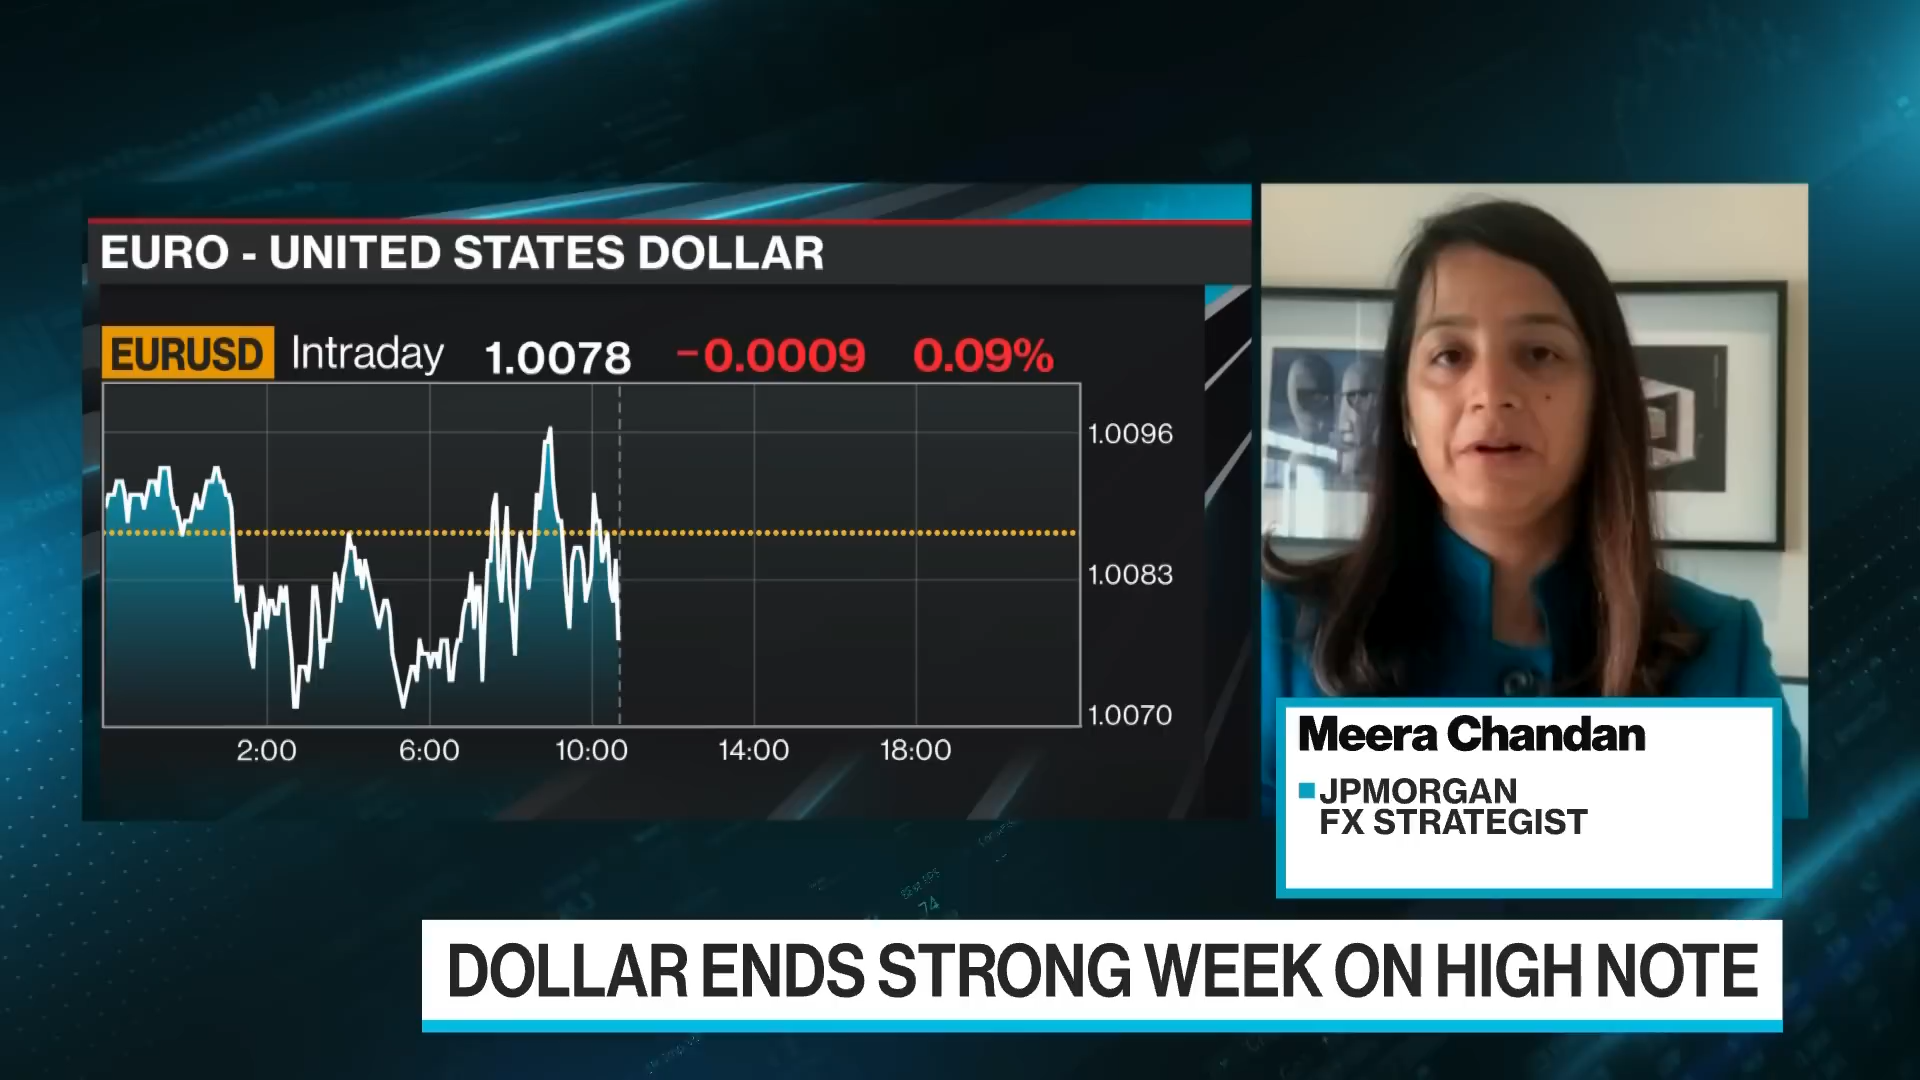 EURO - UNITED STATES DOLLAR
EURUSD Intraday 1.0078 -0.0009 0.09%
1.0096
1.0083
1.0070
2:00 6:00 10:00 14:00 18:00
Meera Chandan
JPMORGAN
FX STRATEGIST
74
DOLLAR ENDS STRONG WEEK ON HIGH NOTE